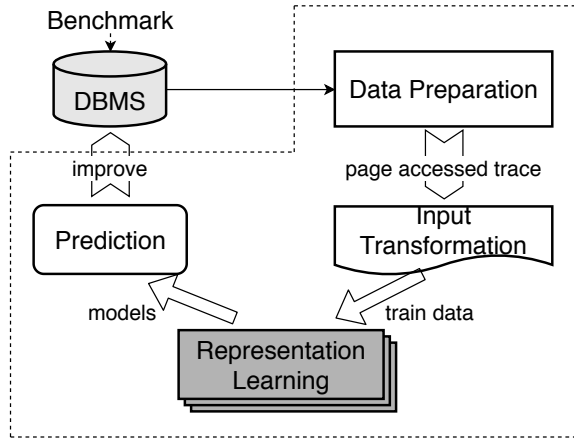 Benchmark
DBMS
Data Preparation
improve
page accessed trace
Prediction
Input
Transformation
models
train data
Representation
Learning